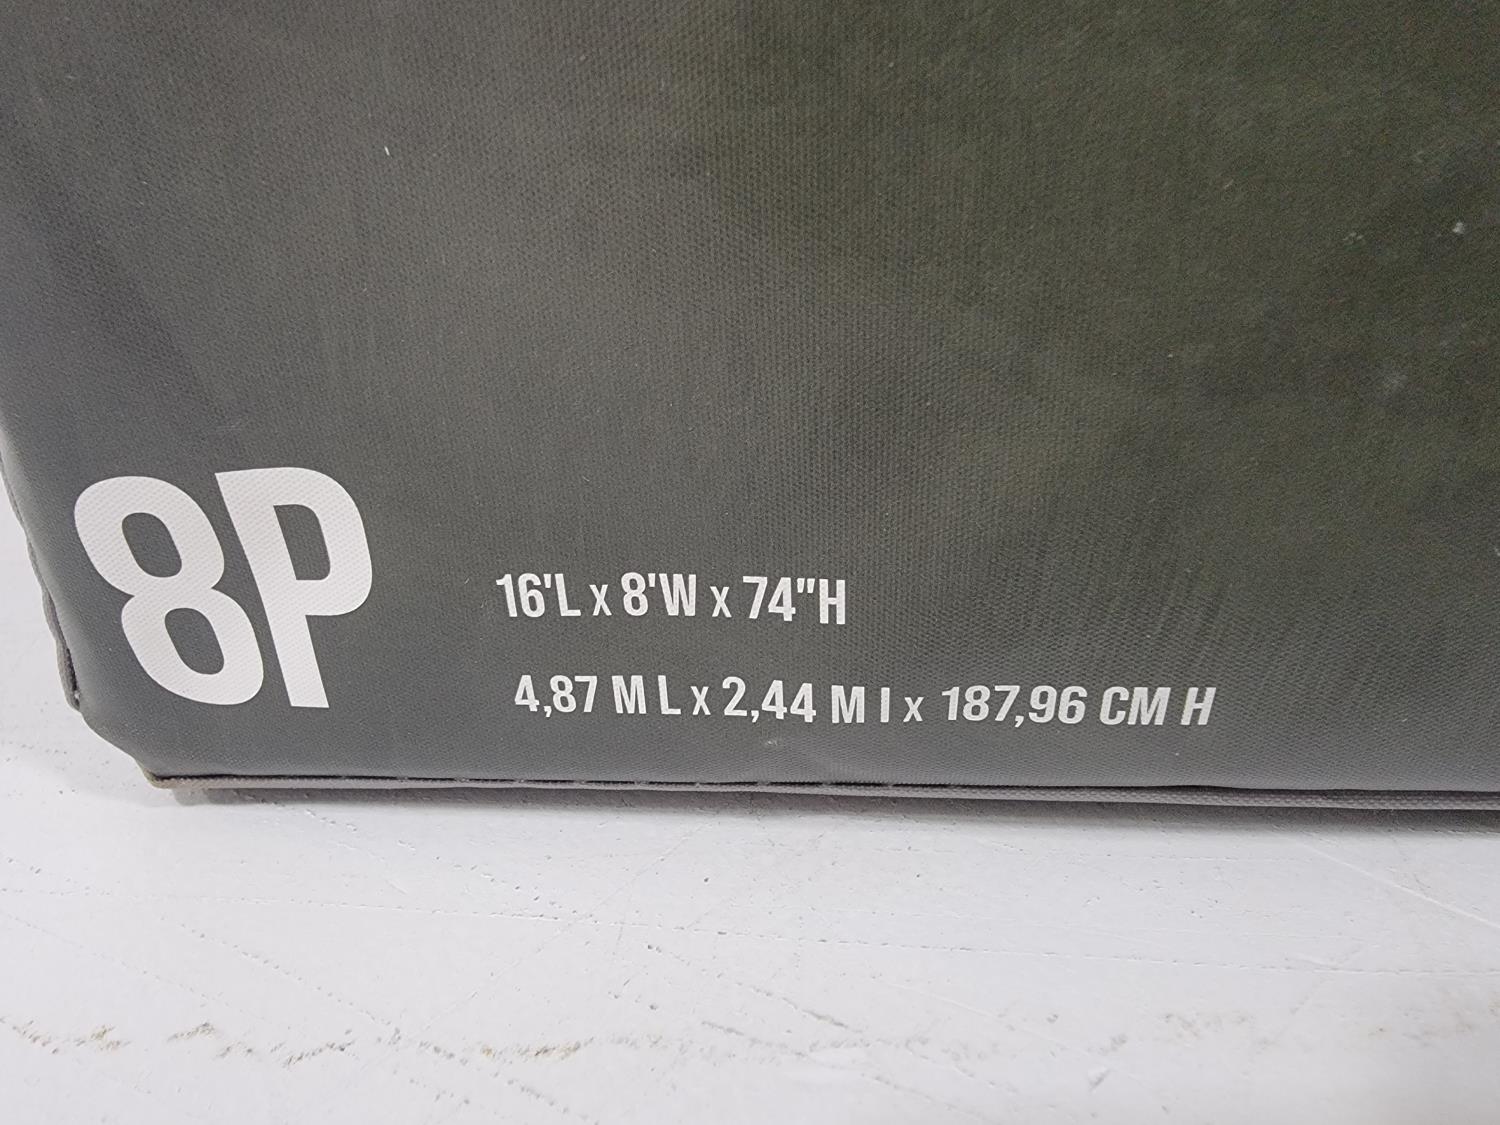 8P
16'L x 8'W x 74"H
4,87 M L x 2,44 M I x 187,96 CM H